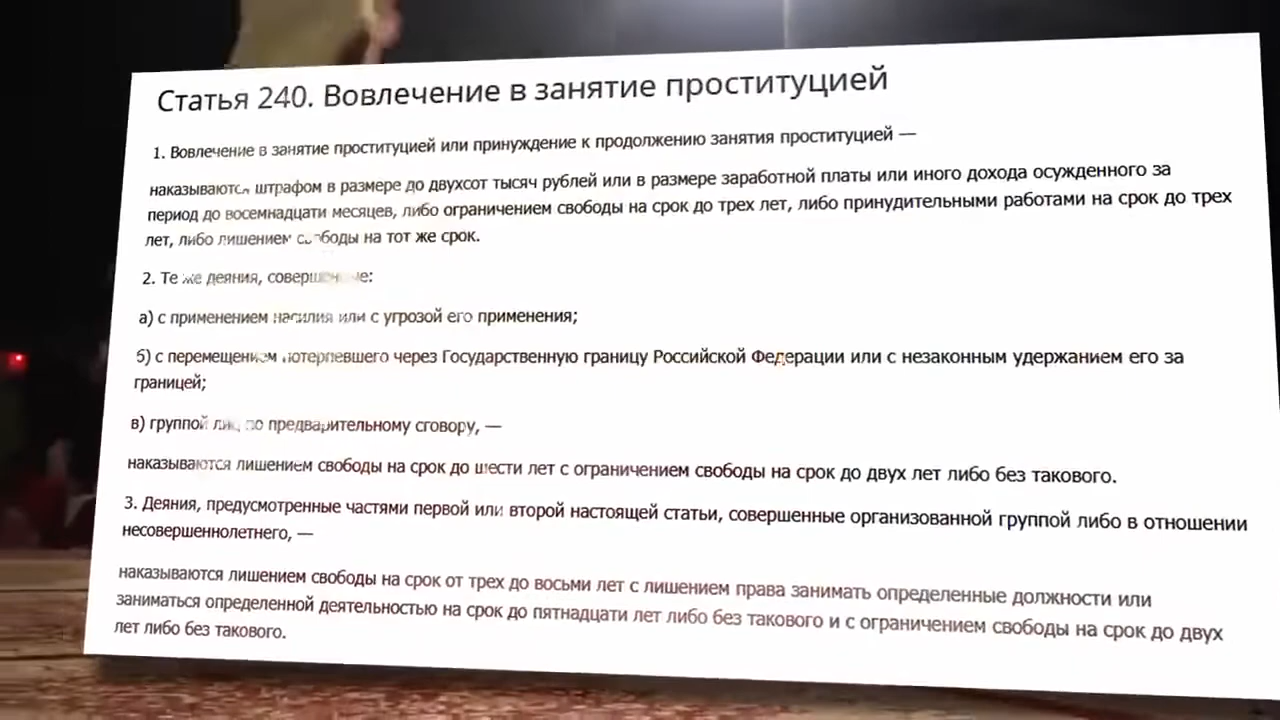 Статья 240. Вовлечение в занятие проституцией
1. Вовлечение в занятие проституцией или принуждение к продолжению занятия проституцией —
наказываются штрафом в размере до двухсот тысяч рублей или в размере заработной платы или иного дохода осужденного за
период до восемнадцати месяцев, либо ограничением свободы на срок до трех лет, либо принудительными работами на срок до трех
лет, либо лишением свободы на тот же срок.
2. Те же деяния, совершенные:
а) с применением насилия или с угрозой его применения;
б) с перемещением потерпевшего через Государственную границу Российской Федерации или с незаконным удержанием его за
границей;
в) группой лиц по предварительному сговору, —
наказываются лишением свободы на срок до шести лет с ограничением свободы на срок до двух лет либо без такового.
3. Деяния, предусмотренные частями первой или второй настоящей статьи, совершенные организованной группой либо в отношении
несовершеннолетнего, —
наказываются лишением свободы на срок от трех до восьми лет с лишением права занимать определенные должности или
заниматься определенной деятельностью на срок до пятнадцати лет либо без такового и с ограничением свободы на срок до двух
лет либо без такового.